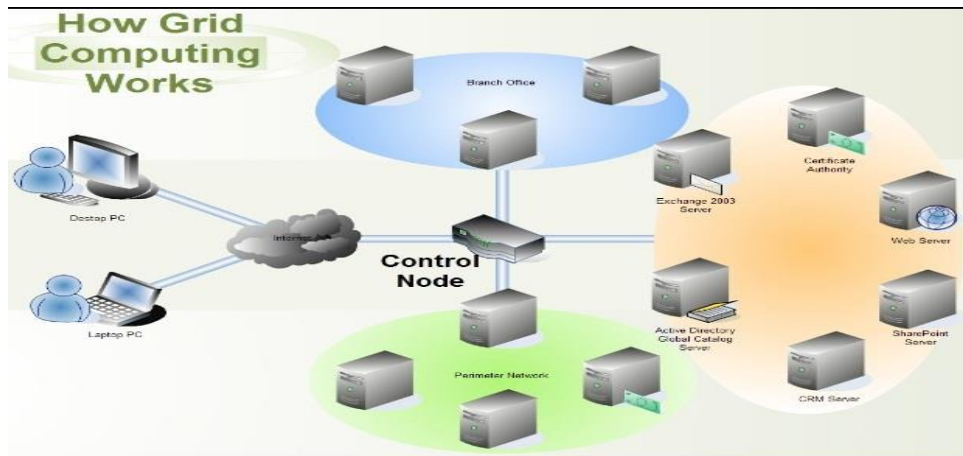 How Grid
Computing
Works
Branch Office
Certificate
Authority
Exchange 2003
Server
Web Server
Destop PC
Internet
Control
Node
Laptop PC
Active Directory
Global Catalog
Server
SharePoint
Server
Perimeter Network
CRM Server